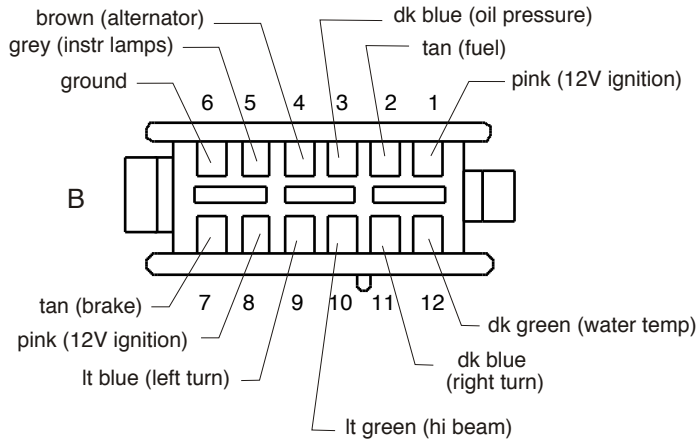 brown (alternator)
dk blue (oil pressure)
grey (instr lamps)
tan (fuel)
ground
pink (12V ignition)
6 5 4 3 2 1
B
tan (brake)
7 8 9 10 11 12
dk green (water temp)
pink (12V ignition)
dk blue
(right turn)
lt blue (left turn)
lt green (hi beam)